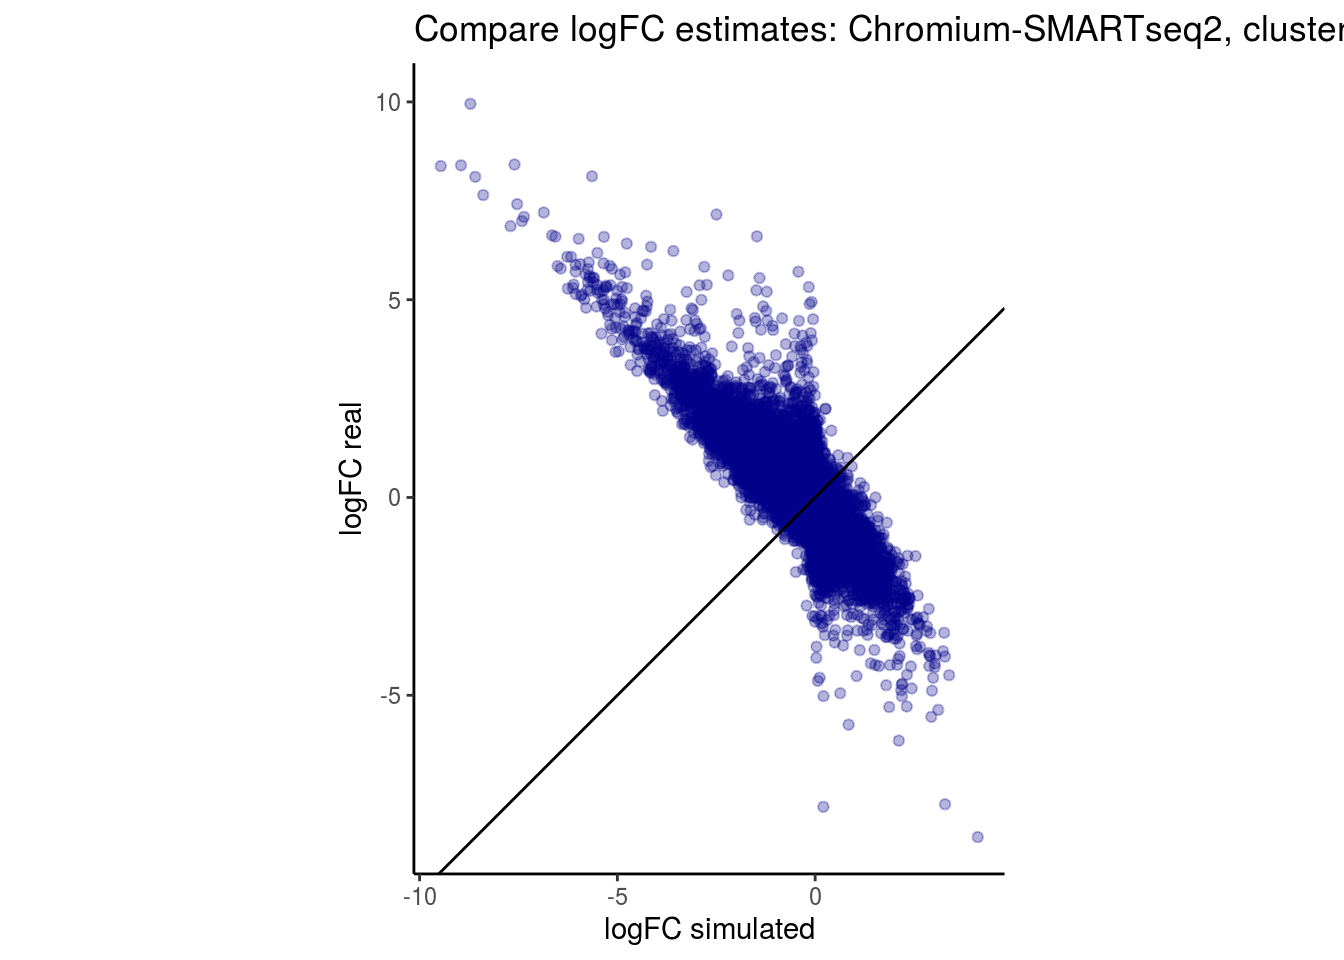 Compare logFC estimates: Chromium-SMARTseq2, cluster
10
5
0
-5
logFC real
-10 -5 0
logFC simulated